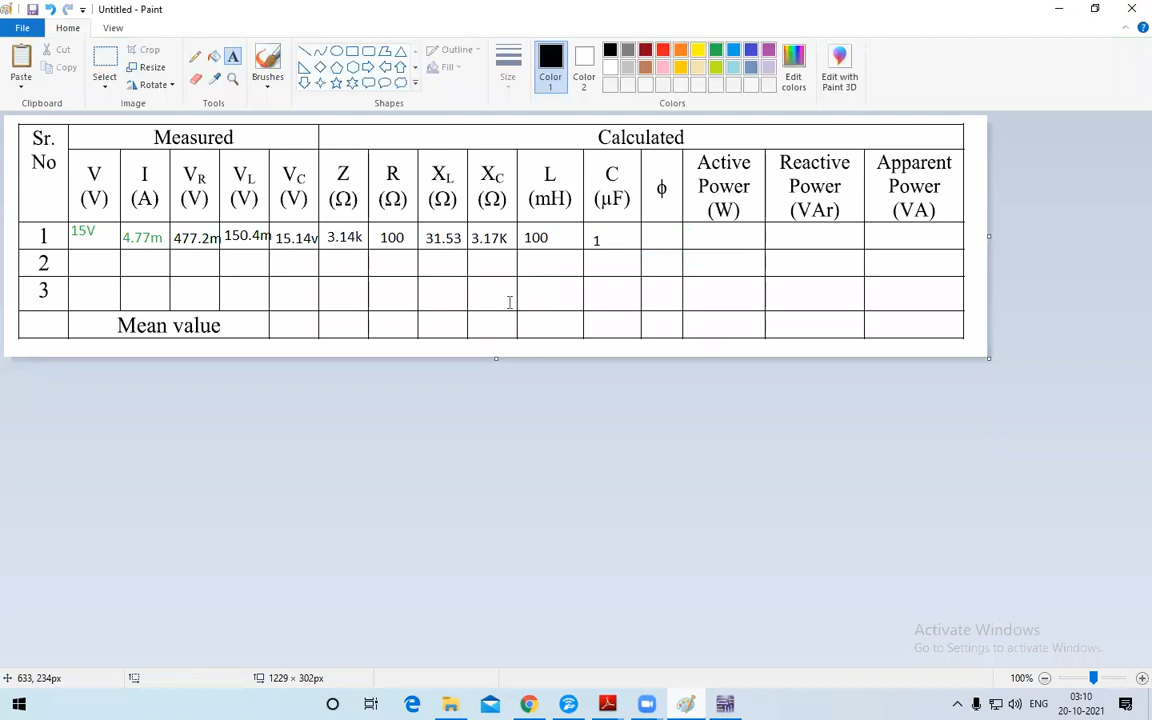 Untitled - Paint
File Home View
Cut
Copy
Paste
Clipboard
Crop
Resize
Rotate
Select
Image
Tools
Brushes
Outline
Fill
Shapes
Size
Color 1
Color 2
Edit colors
Colors
Edit with Paint 3D
Sr. No Measured Calculated
V (V) I (A) VR (V) VL (V) VC (V) Z (Ω) R (Ω) XL (Ω) XC (Ω) L (mH) C (µF) ϕ Active Power (W) Reactive Power (VAr) Apparent Power (VA)
1 15V 4.77m 477.2m 150.4m 15.14v 3.14k 100 31.53 3.17K 100 1
2
3
Mean value
Activate Windows
Go to Settings to activate Windows.
633, 234px 1229 × 302px 100%
ENG 03:10
20-10-2021